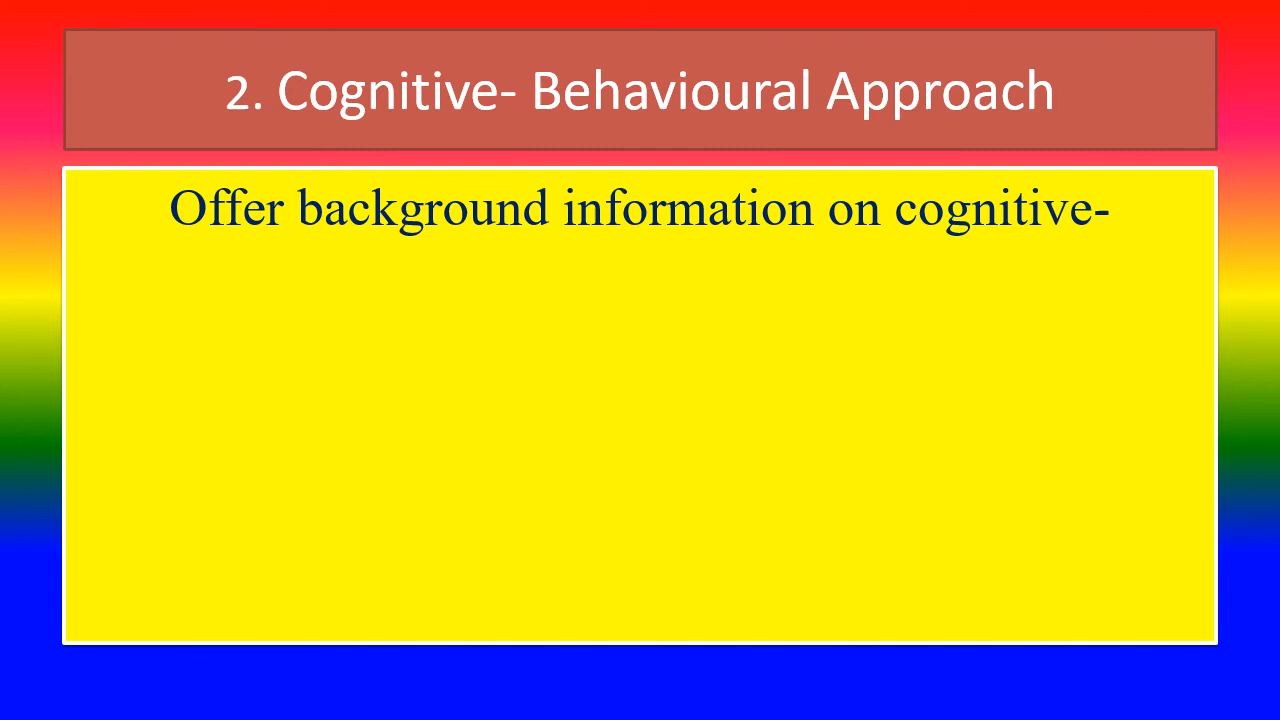 2. Cognitive- Behavioural Approach
Offer background information on cognitive-